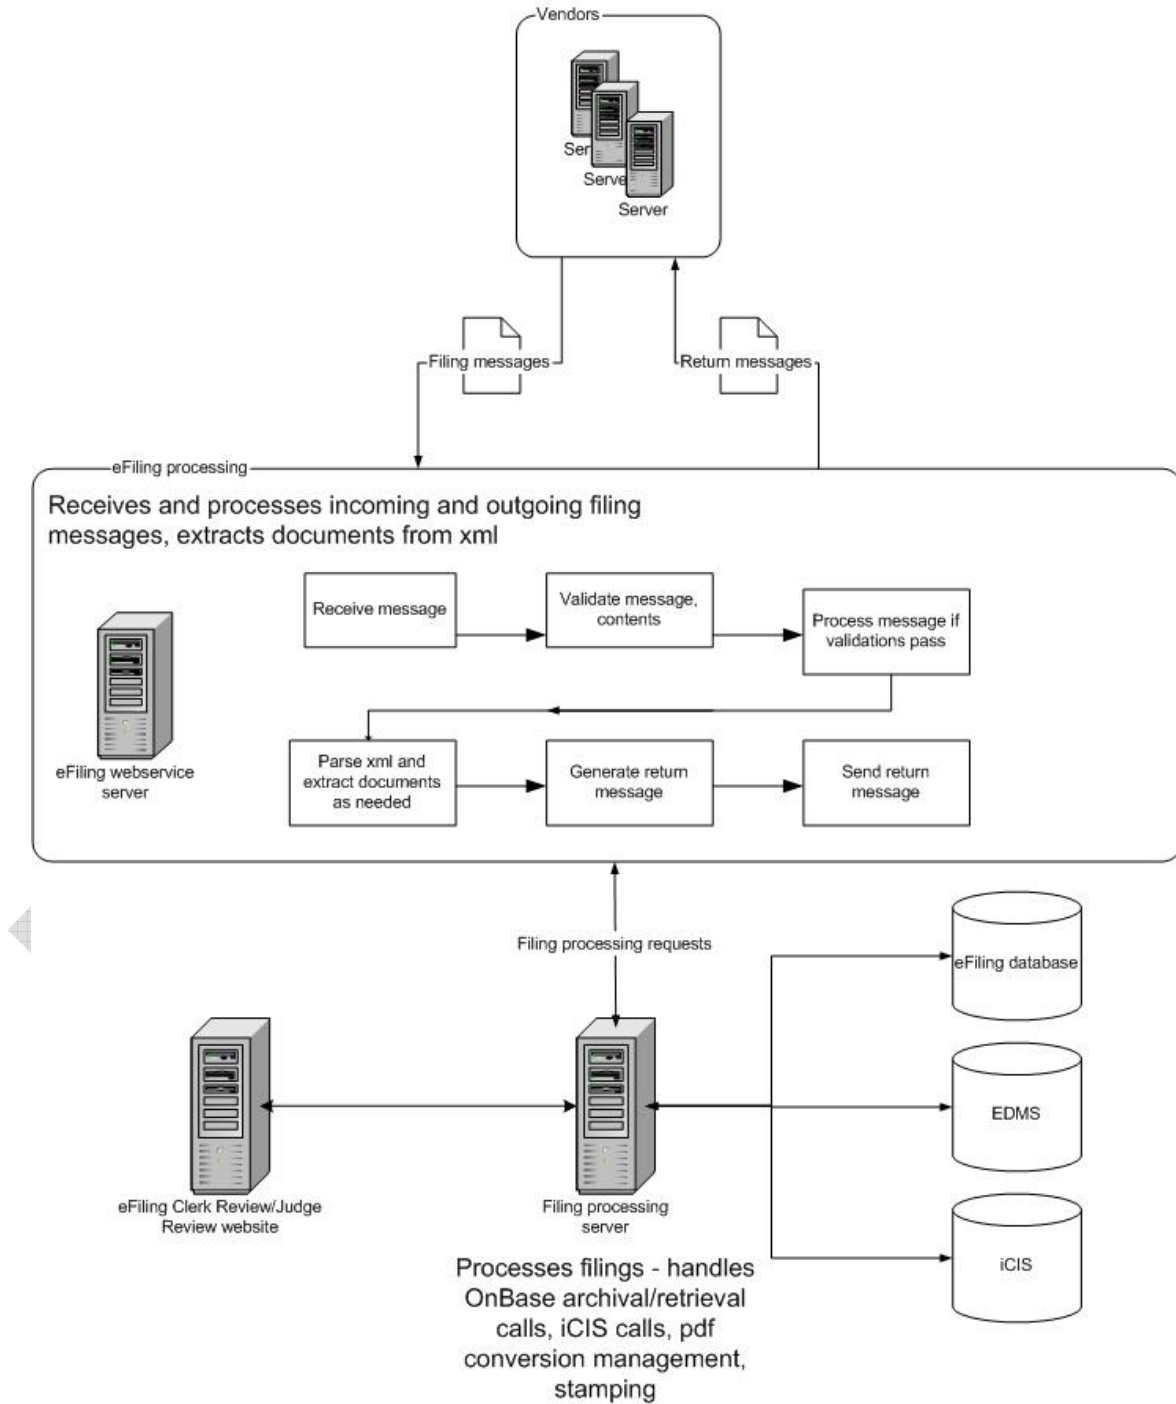 Vendors
Ser
Serve
Server
Filing messages
Return messages
eFiling processing
Receives and processes incoming and outgoing filing
messages, extracts documents from xml
Receive message
Validate message,
contents
Process message if
validations pass
eFiling webservice
server
Parse xml and
extract documents
as needed
Generate return
message
Send return
message
Filing processing requests
eFiling database
EDMS
iCIS
eFiling Clerk Review/Judge
Review website
Filing processing
server
Processes filings - handles
OnBase archival/retrieval
calls, iCIS calls, pdf
conversion management,
stamping